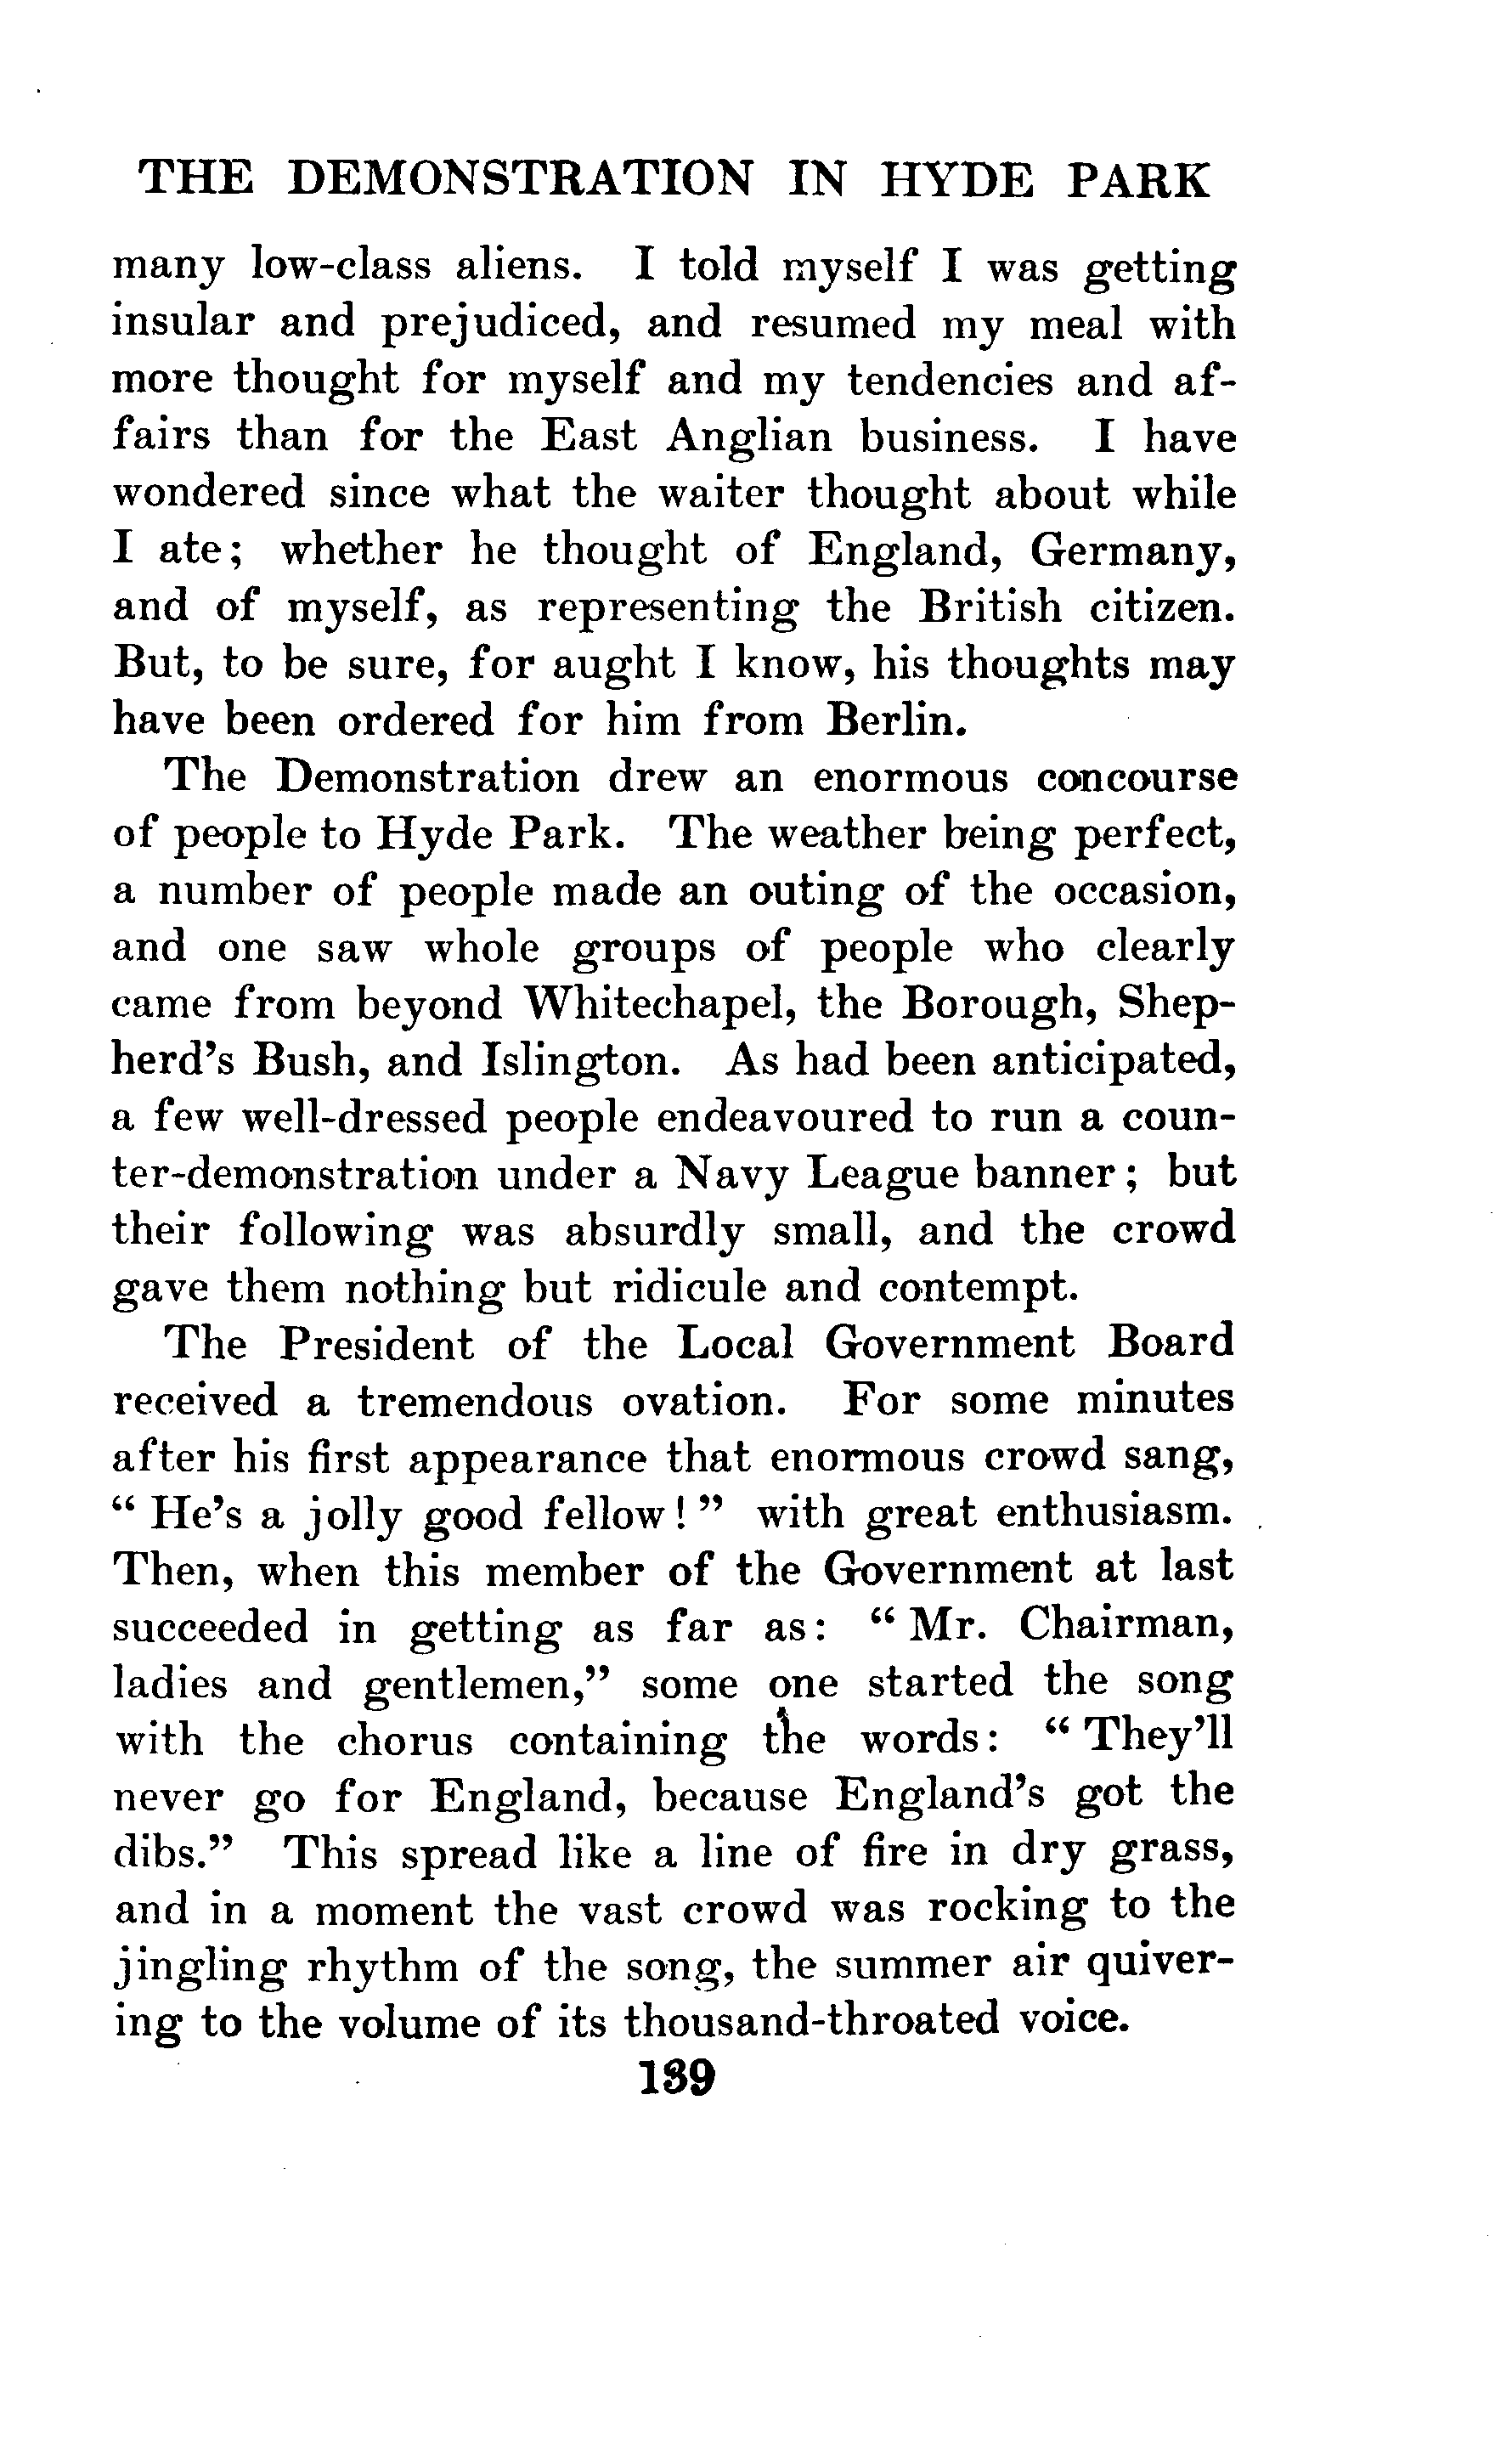 THE DEMONSTRATION IN HYDE PARK
many low-class aliens. I told myself I was getting
insular and prejudiced, and resumed my meal with
more thought for myself and my tendencies and af-
fairs than for the East Anglian business. I have
wondered since what the waiter thought about while
I ate; whether he thought of England, Germany,
and of myself, as representing the British citizen.
But, to be sure, for aught I know, his thoughts may
have been ordered for him from Berlin.
The Demonstration drew an enormous concourse
of people to Hyde Park. The weather being perfect,
a number of people made an outing of the occasion,
and one saw whole groups of people who clearly
came from beyond Whitechapel, the Borough, Shep-
herd's Bush, and Islington. As had been anticipated,
a few well-dressed people endeavoured to run a coun-
ter-demonstration under a Navy League banner; but
their following was absurdly small, and the crowd
gave them nothing but ridicule and contempt.
The President of the Local Government Board
received a tremendous ovation. For some minutes
after his first appearance that enormous crowd sang,
"He's a jolly good fellow!" with great enthusiasm.
Then, when this member of the Government at last
succeeded in getting as far as: "Mr. Chairman,
ladies and gentlemen," some one started the song
with the chorus containing the words: "They'll
never go for England, because England's got the
dibs." This spread like a line of fire in dry grass,
and in a moment the vast crowd was rocking to the
jingling rhythm of the song, the summer air quiver-
ing to the volume of its thousand-throated voice.
139